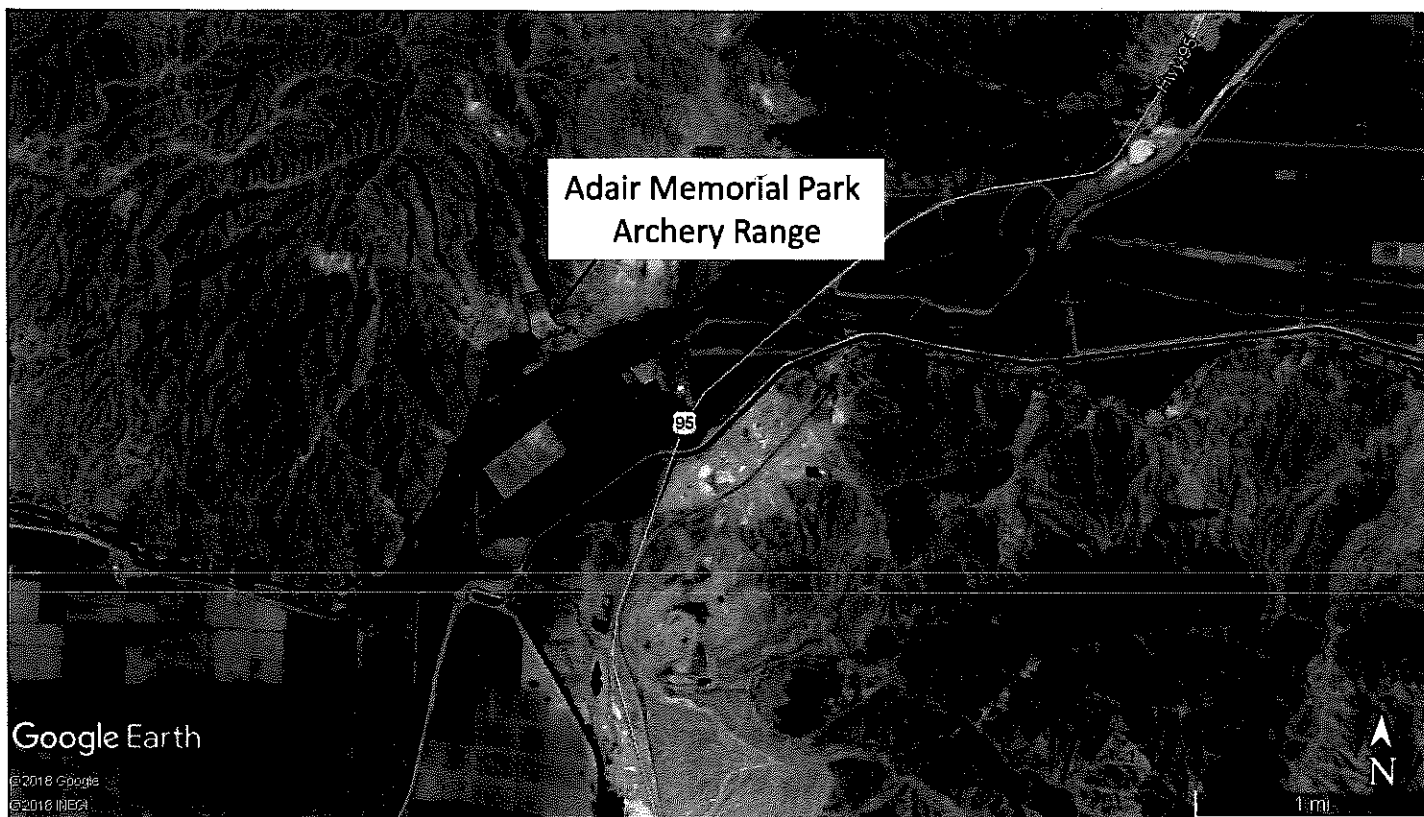 Hwy 95
Adair Memorial Park
Archery Range
95
Google Earth
©2018 Google
©2018 INEGI
N
1 mi